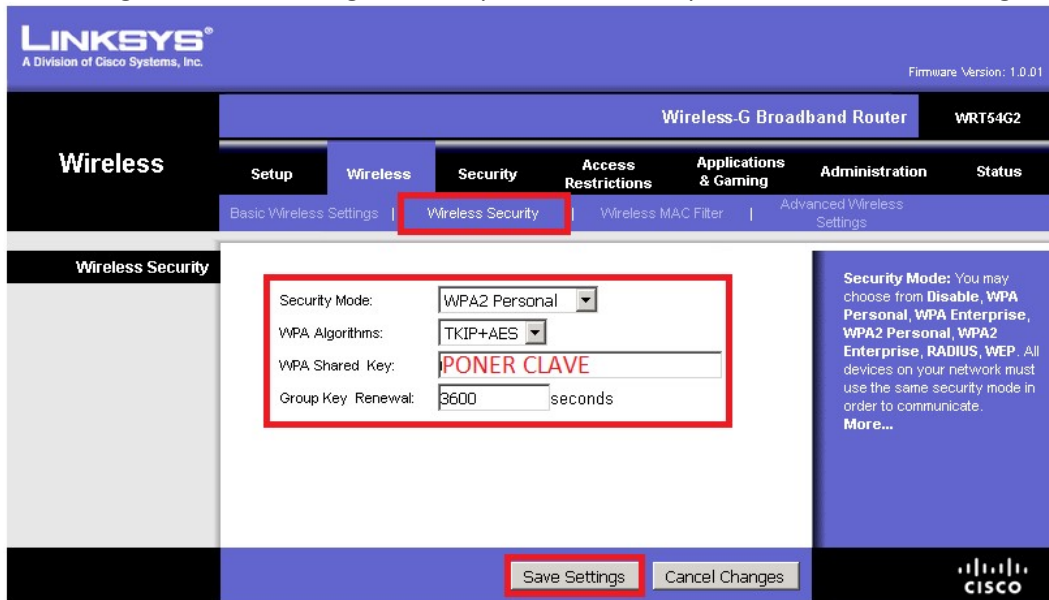 LINKSYS®
A Division of Cisco Systems, Inc.
Firmware Version: 1.0.01
Wireless-G Broadband Router WRT54G2
Wireless
Setup Wireless Security Access Restrictions Applications & Gaming Administration Status
Basic Wireless Settings | Wireless Security | Wireless MAC Filter | Advanced Wireless Settings
Wireless Security
Security Mode: WPA2 Personal
WPA Algorithms: TKIP+AES
WPA Shared Key: PONER CLAVE
Group Key Renewal: 3600 seconds
Security Mode: You may
choose from Disable, WPA
Personal, WPA Enterprise,
WPA2 Personal, WPA2
Enterprise, RADIUS, WEP. All
devices on your network must
use the same security mode in
order to communicate.
More...
Save Settings Cancel Changes
CISCO